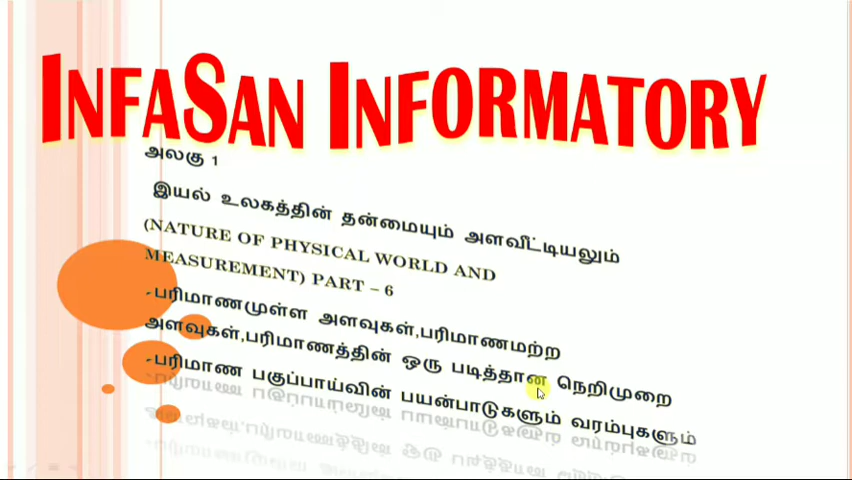 INFASAN INFORMATORY
அலகு 1
இயல் உலகத்தின் தன்மையும் அளவீட்டியலும்
(NATURE OF PHYSICAL WORLD AND
MEASUREMENT) PART – 6
-பரிமாணமுள்ள அளவுகள்,பரிமாணமற்ற
அளவுகள்,பரிமாணத்தின் ஒரு படித்தான நெறிமுறை
-பரிமாண பகுப்பாய்வின் பயன்பாடுகளும் வரம்புகளும்